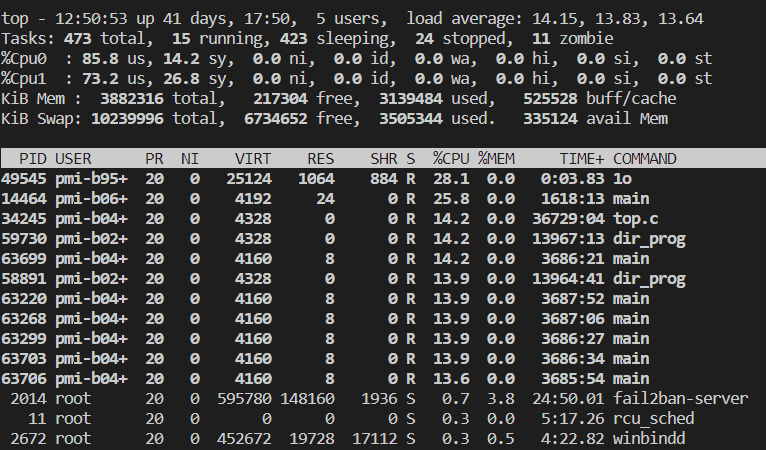 top - 12:50:53 up 41 days, 17:50,  5 users,  load average: 14.15, 13.83, 13.64
Tasks: 473 total,  15 running, 423 sleeping,  24 stopped,  11 zombie
%Cpu0  : 85.8 us, 14.2 sy,  0.0 ni,  0.0 id,  0.0 wa,  0.0 hi,  0.0 si,  0.0 st
%Cpu1  : 73.2 us, 26.8 sy,  0.0 ni,  0.0 id,  0.0 wa,  0.0 hi,  0.0 si,  0.0 st
KiB Mem :  3882316 total,   217304 free,  3139484 used,   525528 buff/cache
KiB Swap: 10239996 total,  6734652 free,  3505344 used.   335124 avail Mem
PID USER      PR  NI    VIRT    RES    SHR S  %CPU %MEM     TIME+ COMMAND
49545 pmi-b95+  20   0   25124   1064    884 R  28.1  0.0   0:03.83 1o
14464 pmi-b06+  20   0    4192     24      0 R  25.8  0.0   1618:13 main
34245 pmi-b04+  20   0    4328      0      0 R  14.2  0.0  36729:04 top.c
59730 pmi-b02+  20   0    4328      0      0 R  14.2  0.0  13967:13 dir_prog
63699 pmi-b04+  20   0    4160      8      0 R  14.2  0.0   3686:21 main
58891 pmi-b02+  20   0    4328      0      0 R  13.9  0.0  13964:41 dir_prog
63220 pmi-b04+  20   0    4160      8      0 R  13.9  0.0   3687:52 main
63268 pmi-b04+  20   0    4160      8      0 R  13.9  0.0   3687:06 main
63299 pmi-b04+  20   0    4160      8      0 R  13.9  0.0   3686:27 main
63703 pmi-b04+  20   0    4160      8      0 R  13.9  0.0   3686:34 main
63706 pmi-b04+  20   0    4160      8      0 R  13.6  0.0   3685:54 main
2014 root      20   0  595780 148160   1936 S   0.7  3.8  24:50.01 fail2ban-server
11 root      20   0       0      0      0 S   0.3  0.0   5:17.26 rcu_sched
2672 root      20   0  452672  19728  17112 S   0.3  0.5   4:22.82 winbindd